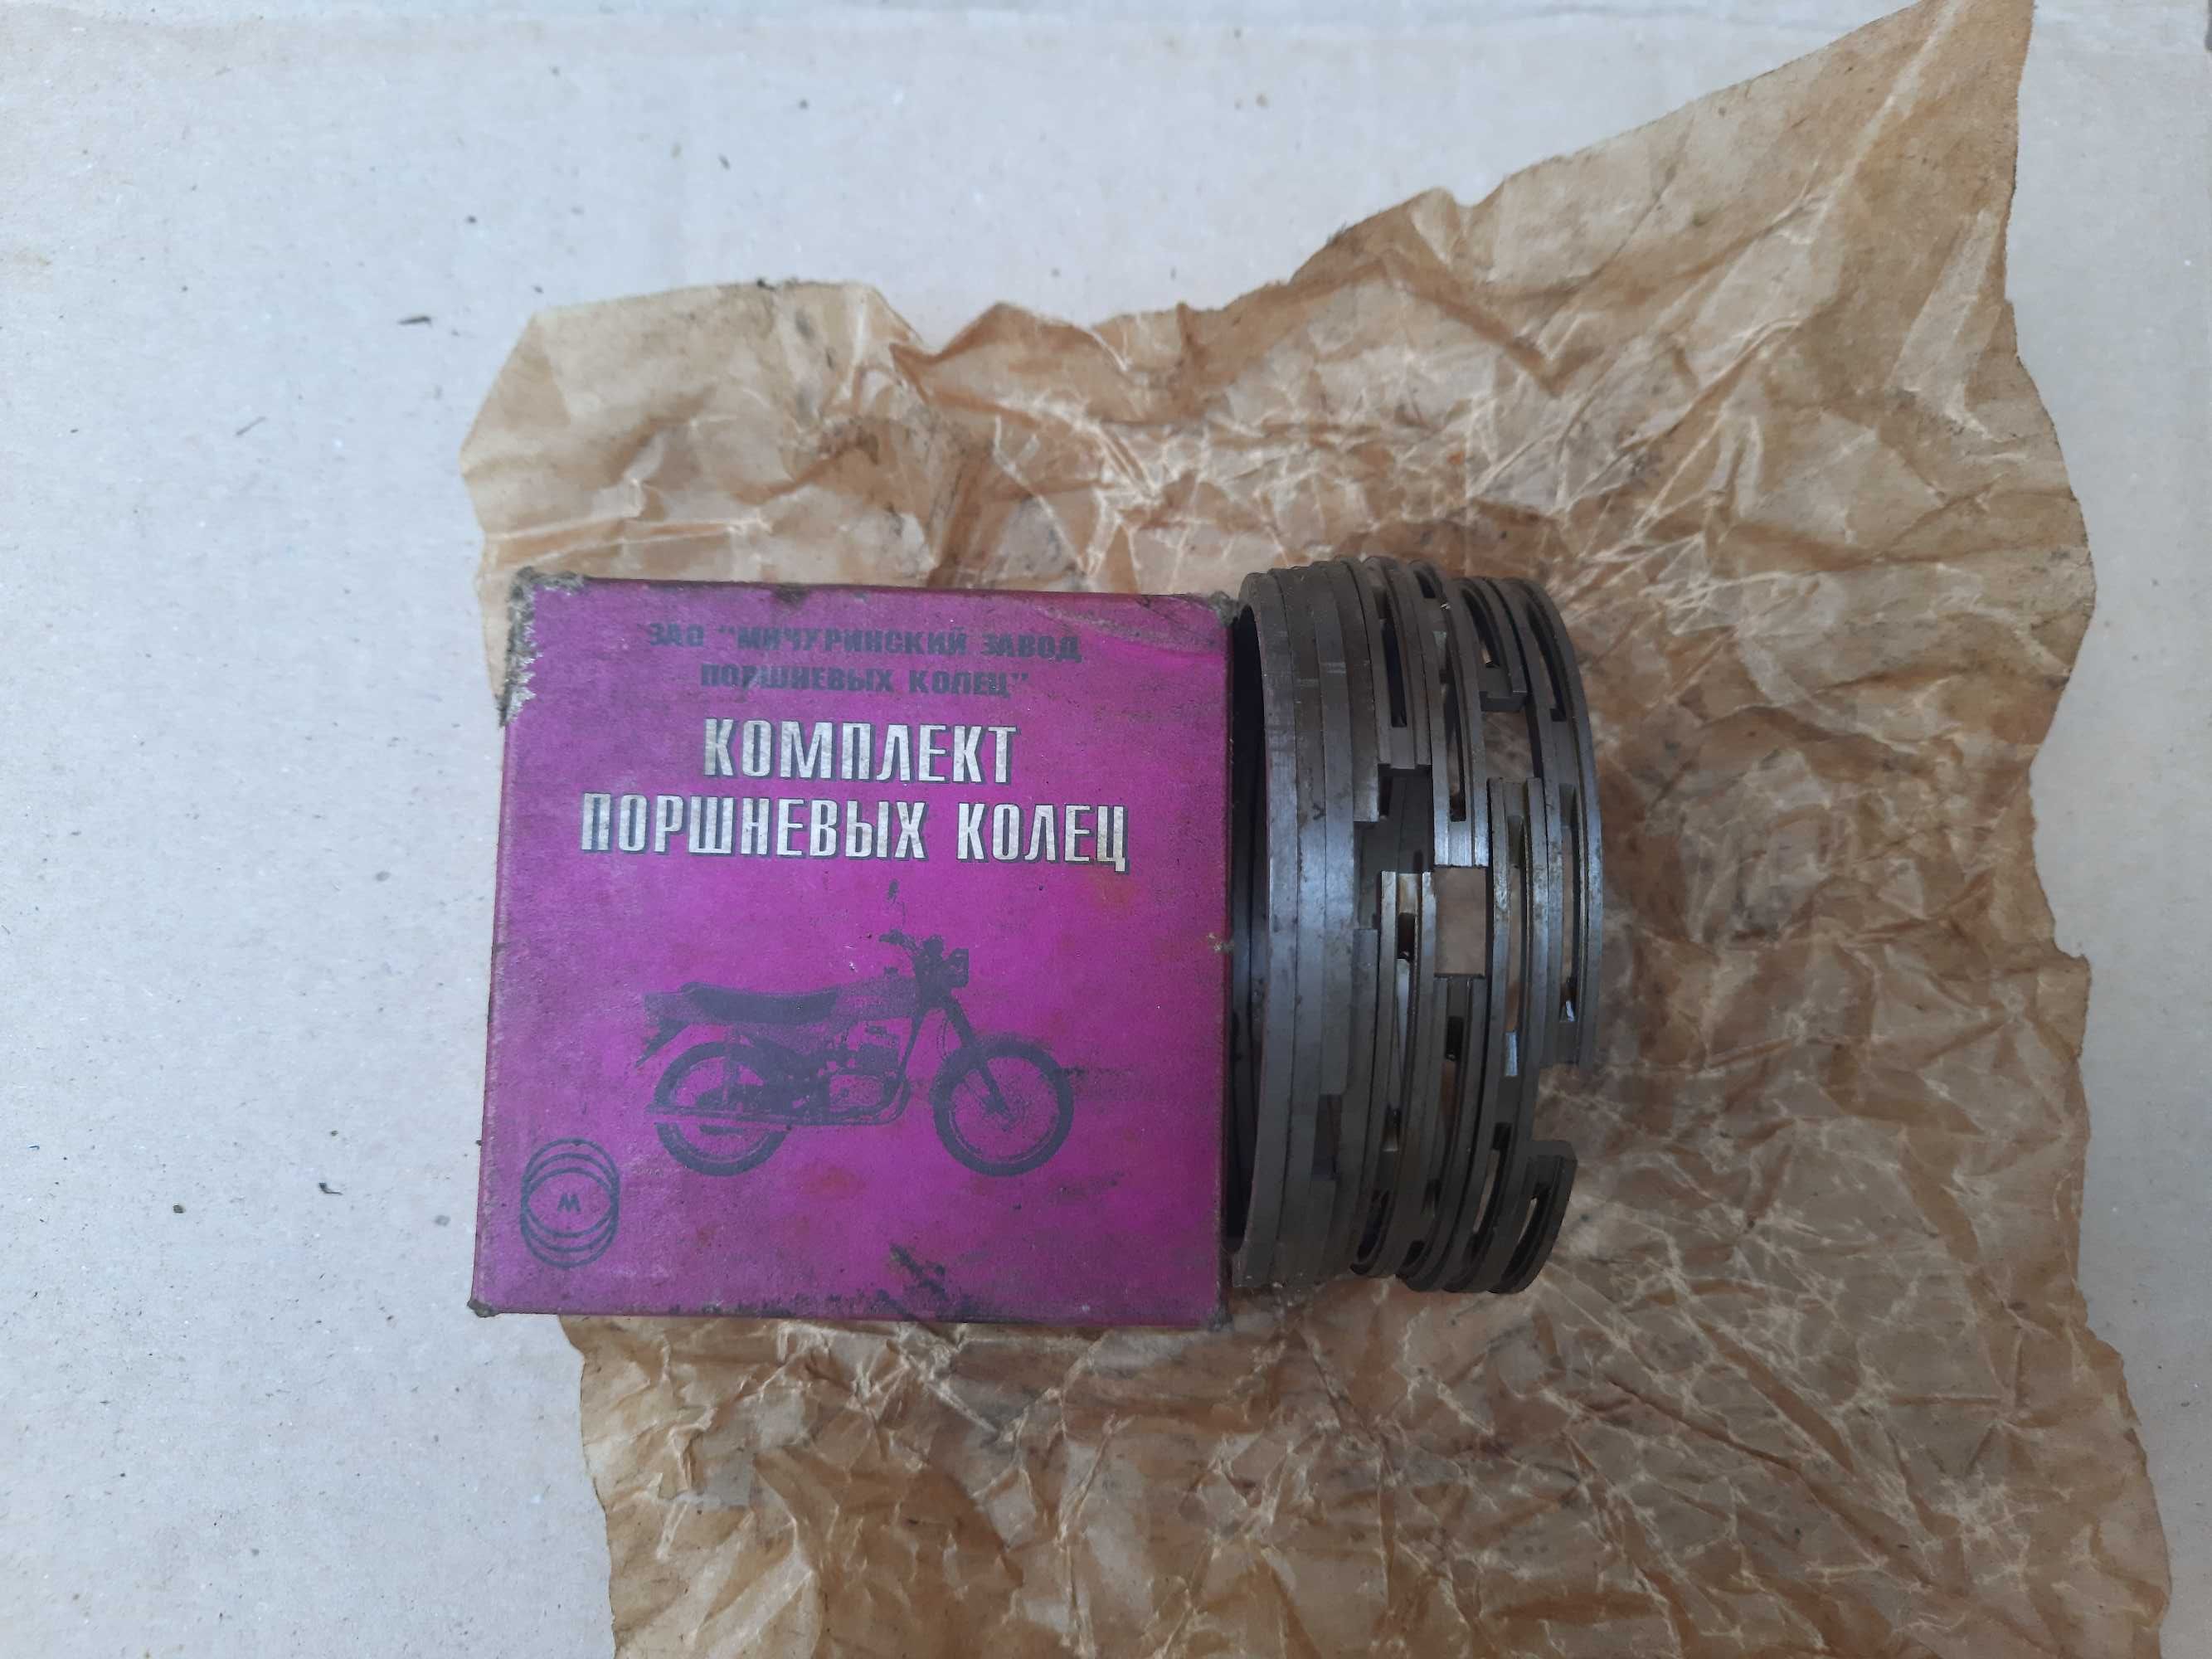 ЗАО "МИЧУРИНСКИЙ ЗАВОД
ПОРШНЕВЫХ КОЛЕЦ"
КОМПЛЕКТ
ПОРШНЕВЫХ КОЛЕЦ
М